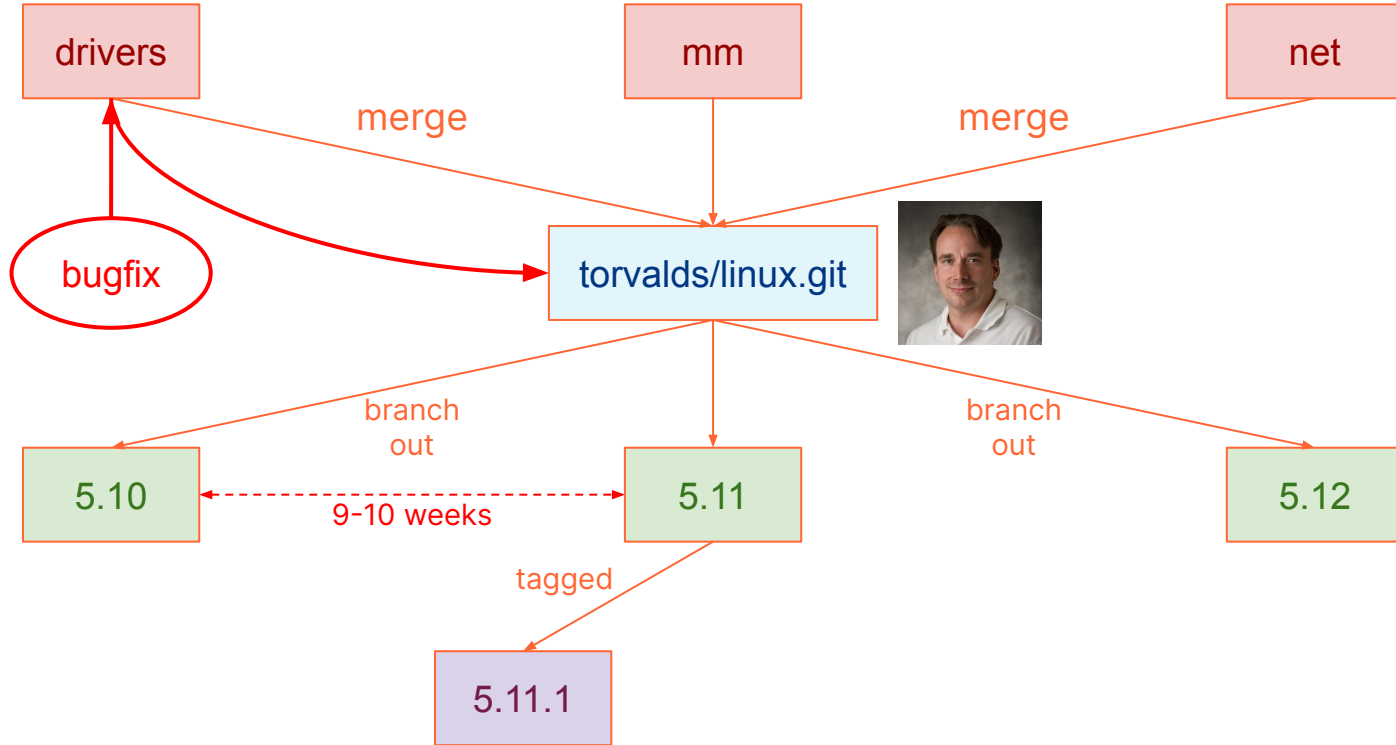 drivers
mm
net
merge
merge
bugfix
torvalds/linux.git
branch
out
branch
out
5.10
5.11
5.12
9-10 weeks
tagged
5.11.1